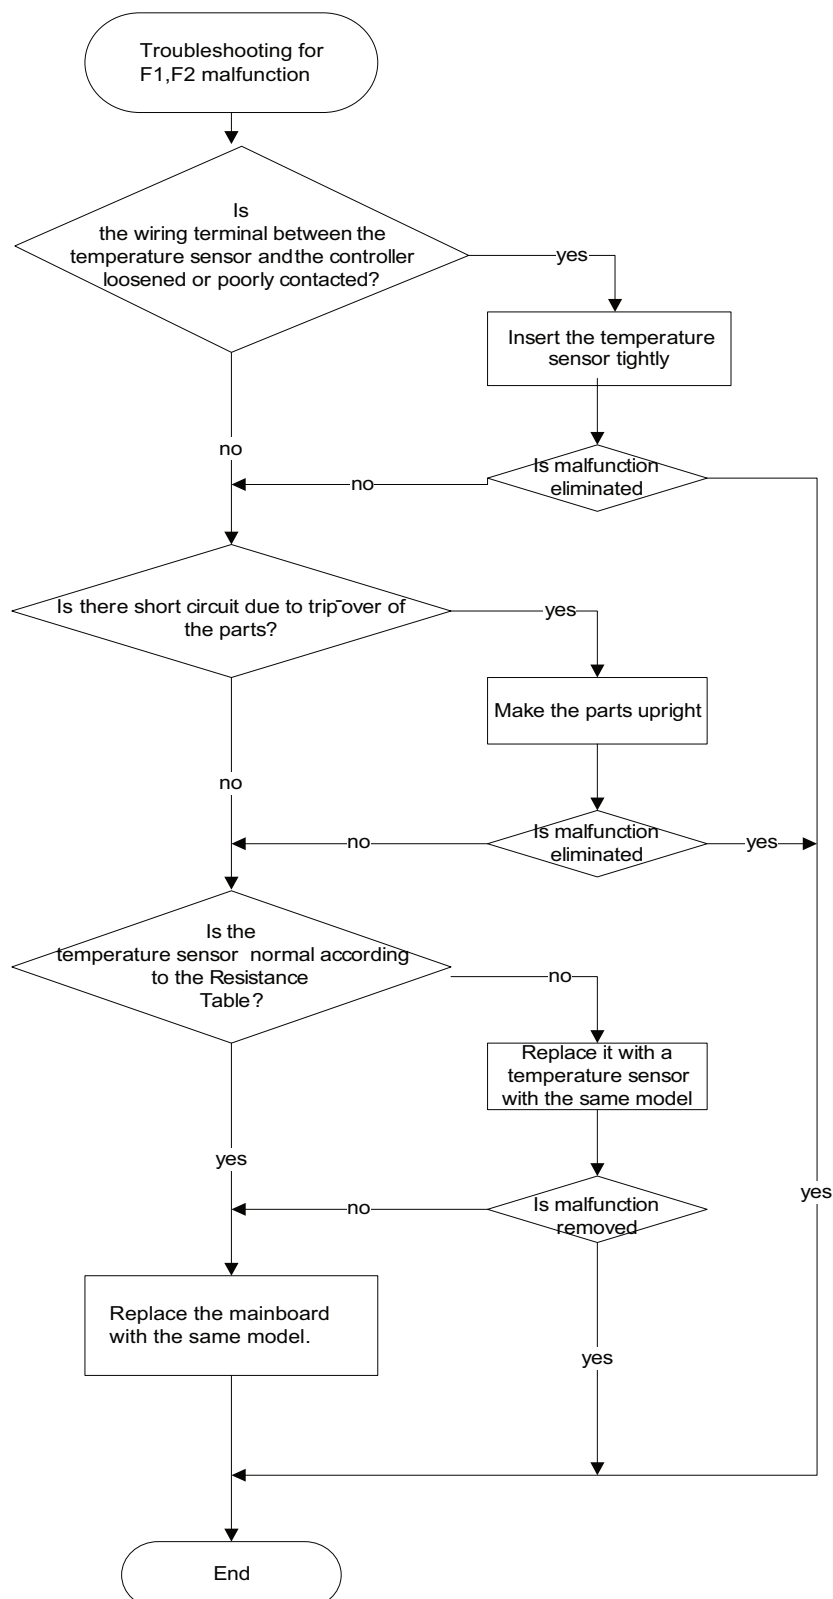 Troubleshooting for
F1,F2 malfunction
Is
the wiring terminal between the
temperature sensor and the controller
loosened or poorly contacted?
yes
Insert the temperature
sensor tightly
no
Is malfunction
eliminated
no
Is there short circuit due to trip-over of
the parts?
yes
Make the parts upright
no
Is malfunction
eliminated
no
yes
Is the
temperature sensor normal according
to the Resistance
Table?
no
Replace it with a
temperature sensor
with the same model
yes
yes
Is malfunction
removed
no
Replace the mainboard
with the same model.
yes
End